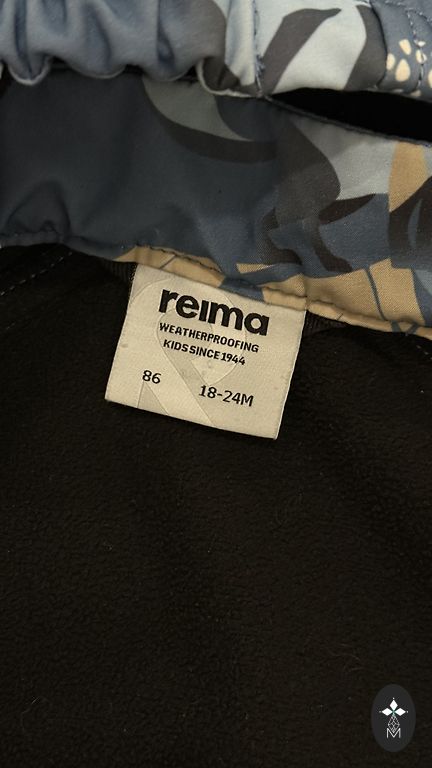 reima
WEATHERPROOFING
KIDS SINCE 1944
86 18-24M
M